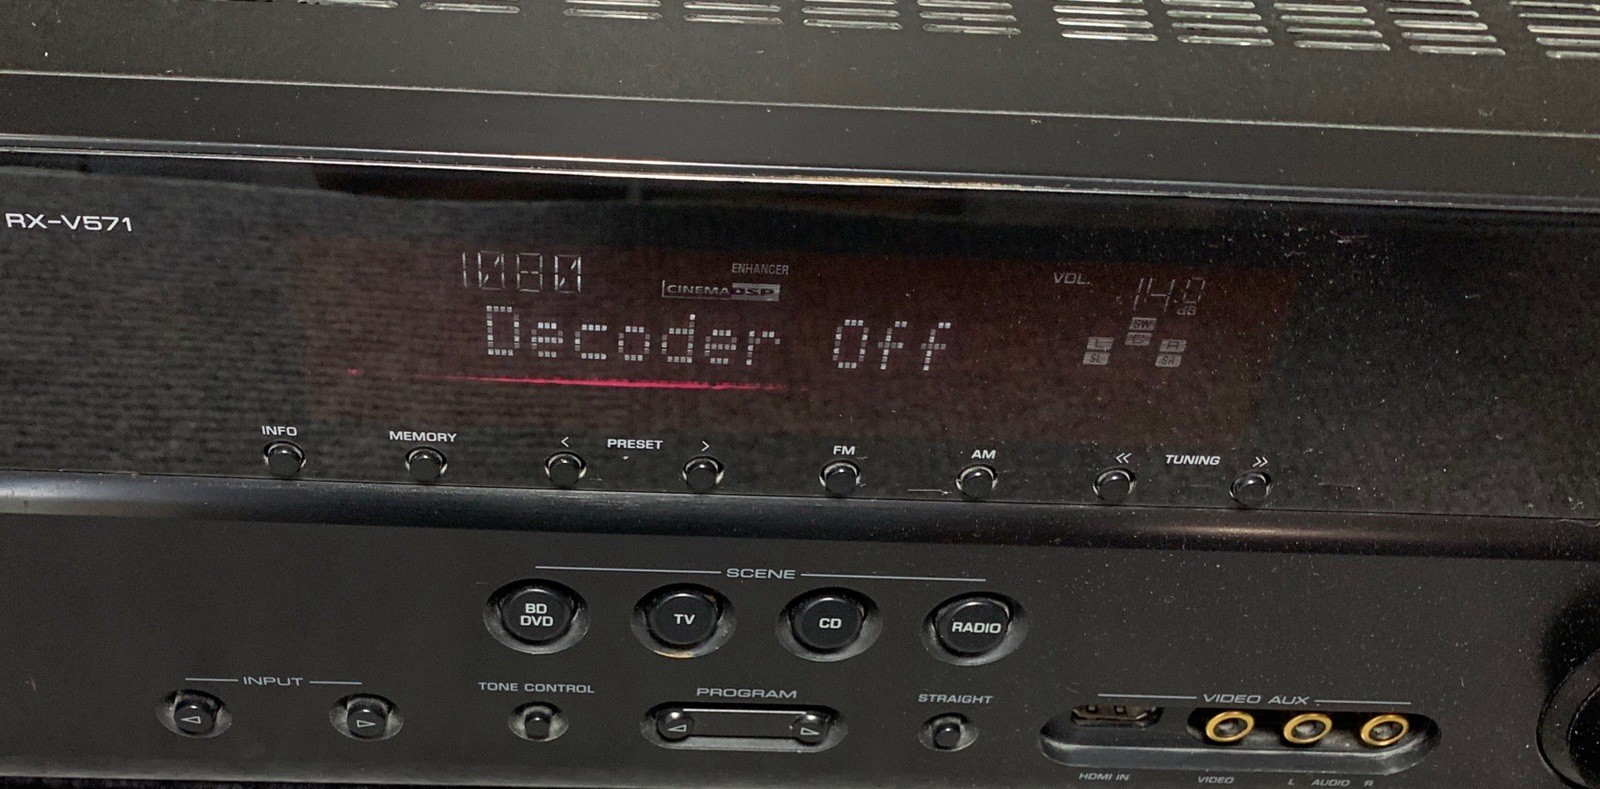 RX-V571
1080
ENHANCER
CINEMA DSP
VOL.
14.0
dB
Decoder Off
SW
L C R
SL SR
INFO
MEMORY
< PRESET >
FM
AM
<< TUNING >>
SCENE
BD
DVD
TV
CD
RADIO
INPUT
TONE CONTROL
PROGRAM
STRAIGHT
VIDEO AUX
HDMI IN
VIDEO
L AUDIO R